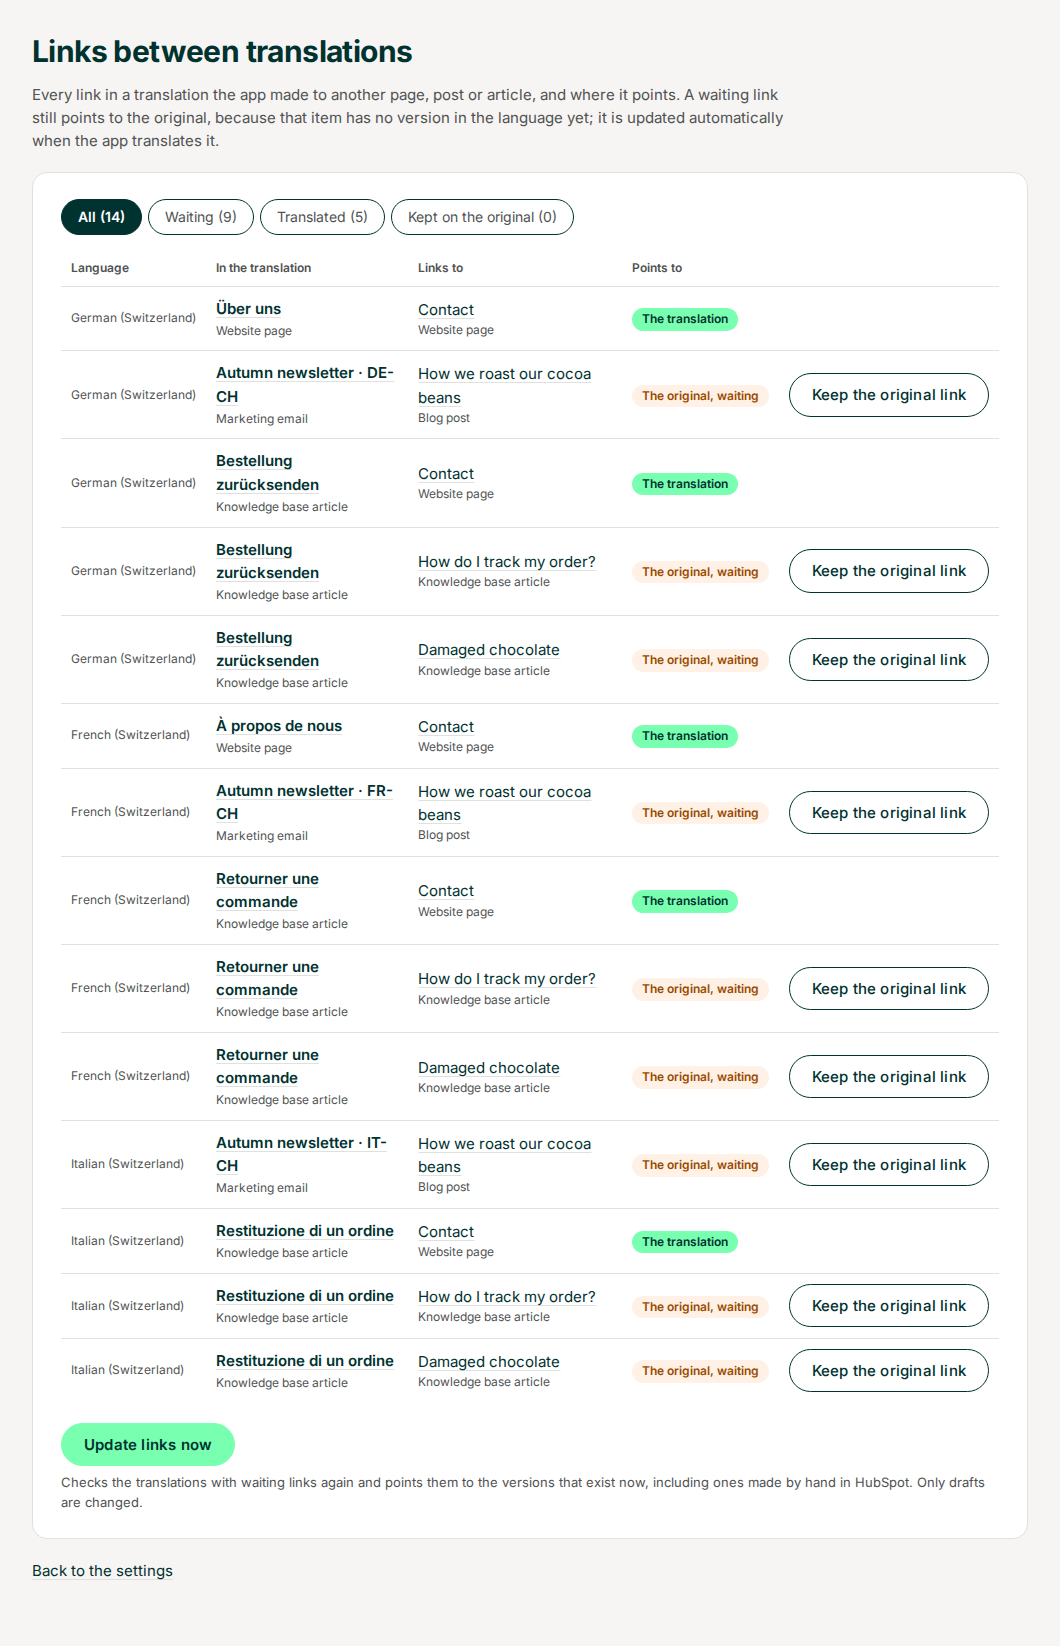 Links between translations
Every link in a translation the app made to another page, post or article, and where it points. A waiting link
still points to the original, because that item has no version in the language yet; it is updated automatically
when the app translates it.
All (14) Waiting (9) Translated (5) Kept on the original (0)
Language In the translation Links to Points to
German (Switzerland)
Über uns
Website page
Contact
Website page
The translation
German (Switzerland)
Autumn newsletter · DE-
CH
Marketing email
How we roast our cocoa
beans
Blog post
The original, waiting
Keep the original link
German (Switzerland)
Bestellung
zurücksenden
Knowledge base article
Contact
Website page
The translation
German (Switzerland)
Bestellung
zurücksenden
Knowledge base article
How do I track my order?
Knowledge base article
The original, waiting
Keep the original link
German (Switzerland)
Bestellung
zurücksenden
Knowledge base article
Damaged chocolate
Knowledge base article
The original, waiting
Keep the original link
French (Switzerland)
À propos de nous
Website page
Contact
Website page
The translation
French (Switzerland)
Autumn newsletter · FR-
CH
Marketing email
How we roast our cocoa
beans
Blog post
The original, waiting
Keep the original link
French (Switzerland)
Retourner une
commande
Knowledge base article
Contact
Website page
The translation
French (Switzerland)
Retourner une
commande
Knowledge base article
How do I track my order?
Knowledge base article
The original, waiting
Keep the original link
French (Switzerland)
Retourner une
commande
Knowledge base article
Damaged chocolate
Knowledge base article
The original, waiting
Keep the original link
Italian (Switzerland)
Autumn newsletter · IT-
CH
Marketing email
How we roast our cocoa
beans
Blog post
The original, waiting
Keep the original link
Italian (Switzerland)
Restituzione di un ordine
Knowledge base article
Contact
Website page
The translation
Italian (Switzerland)
Restituzione di un ordine
Knowledge base article
How do I track my order?
Knowledge base article
The original, waiting
Keep the original link
Italian (Switzerland)
Restituzione di un ordine
Knowledge base article
Damaged chocolate
Knowledge base article
The original, waiting
Keep the original link
Update links now
Checks the translations with waiting links again and points them to the versions that exist now, including ones made by hand in HubSpot. Only drafts
are changed.
Back to the settings